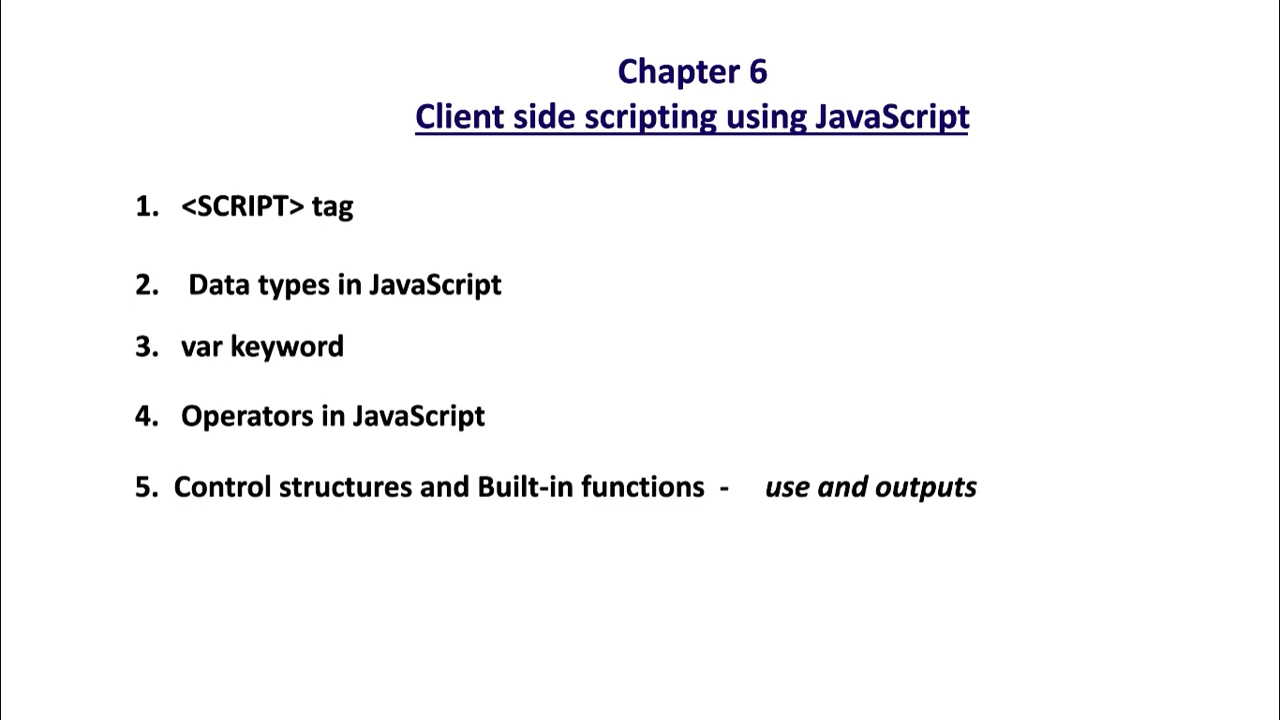 Chapter 6
Client side scripting using JavaScript
1. <SCRIPT> tag
2. Data types in JavaScript
3. var keyword
4. Operators in JavaScript
5. Control structures and Built-in functions - use and outputs